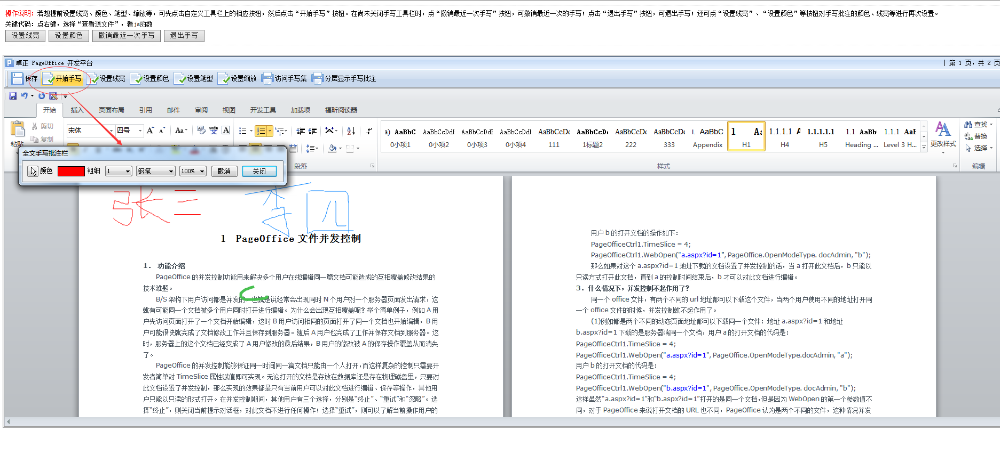 操作说明：若想提前设置线宽、颜色、笔型、缩放等，可先点击自定义工具栏上的相应按钮，然后点击“开始手写”按钮。在尚未关闭手写工具栏时，点“撤销最近一次手写”按钮，可撤销最近一次的手写；点击“退出手写”按钮，可退出手写；还可点“设置线宽”、“设置颜色”等按钮对手写批注的颜色、线宽等进行再次设置。
关键代码：点右键，选择“查看源文件”，看js函数
设置线宽 设置颜色 撤销最近一次手写 退出手写
卓正 PageOffice 开发平台
| 第 1 页，共 2 页
保存 开始手写 设置线宽 设置颜色 设置笔型 设置缩放 访问手写集 分层显示手写批注
开始 插入 页面布局 引用 邮件 审阅 视图 开发工具 加载项 福昕阅读器
粘贴 剪切 复制
宋体 四号
a) AaBbC AaBbCcDdE AaBbCcDdE AaBbCcDdE AaBbCcDc AaBbCcDc AaBbCcDc AaBbCcDc i. AaBbC 1 Aa 1.1.1.1 A 1.1.1.1.1 1.1 AaBb 1.1.1 AaB
0小项1 0小项2 0小项3 0小项4 111 1标题2 222 333 Appendix H1 H4 H5 Heading ... Level 3 H...
更改样式
查找
替换
选择
段落 样式 编辑
全文手写批注栏
颜色 粗细 1 钢笔 100% 撤消 关闭
张三 李四
1 PageOffice 文件并发控制
1. 功能介绍
PageOffice 的并发控制功能用来解决多个用户在线编辑同一篇文档可能造成的互相覆盖修改结果的
技术难题。
B/S 架构下用户访问都是并发的，也就是说经常会出现同时 N 个用户对一个服务器页面发出请求，这
就有可能同一个文档被多个用户同时打开进行编辑。为什么会出现互相覆盖呢？举个简单例子，例如 A 用
户先访问页面打开了一个文档开始编辑，这时 B 用户访问相同的页面打开了同一个文档也开始编辑，B 用
户可能很快就完成了文档修改工作并且保存到服务器。随后 A 用户也完成了工作并保存文档到服务器。这
时，服务器上的这个文档已经变成了 A 用户修改的最后结果，B 用户的修改被 A 的保存操作覆盖从而消失
了。
PageOffice 的并发控制能够保证同一时间同一篇文档只能由一个人打开，而这样复杂的控制只需要开
发者简单对 TimeSlice 属性赋值即可实现。无论打开的文档是存放在数据库还是存在物理磁盘里，只要对
此文档设置了并发控制，那么实现的效果都是只有当前用户可以对此文档进行编辑、保存等操作，其他用
户只能以只读的形式打开。在并发控制期间，其他用户有三个选择，分别是“终止”、“重试”和“忽略”。选
择“终止”，则关闭当前提示对话框，对此文档不进行任何操作；选择“重试”，则可以了解当前操作用户的
用户 b 的打开文档的操作如下：
PageOfficeCtrl1.TimeSlice = 4;
PageOfficeCtrl1.WebOpen("a.aspx?id=1", PageOffice.OpenModeType. docAdmin, "b");
那么如果对这个 a.aspx?id=1 地址下载的文档设置了并发控制的话，当 a 打开此文档后，b 只能以
只读方式打开此文档，直到 a 的控制时间结束后，b 才可以对此文档进行编辑。
3. 什么情况下，并发控制不起作用了？
同一个 office 文件，有两个不同的 url 地址都可以下载这个文件，当两个用户使用不同的地址打开同
一个 office 文件的时候，并发控制就不起作用了。
(1)例如都是两个不同的动态页面地址都可以下载同一个文件：地址 a.aspx?id=1 和地址
b.aspx?id=1 下载的是服务器端同一个文档，用户 a 的打开文档的代码是：
PageOfficeCtrl1.TimeSlice = 4;
PageOfficeCtrl1.WebOpen("a.aspx?id=1", PageOffice.OpenModeType.docAdmin, "a");
用户 b 的打开文档的代码是：
PageOfficeCtrl1.TimeSlice = 4;
PageOfficeCtrl1.WebOpen("b.aspx?id=1", PageOffice.OpenModeType. docAdmin, "b");
这样虽然“a.aspx?id=1”和“b.aspx?id=1”打开的是同一个文档，但是因为 WebOpen 的第一个参数值不
同，对于 PageOffice 来说打开文档的 URL 也不同，PageOffice 认为是两个不同的文件，这种情况并发